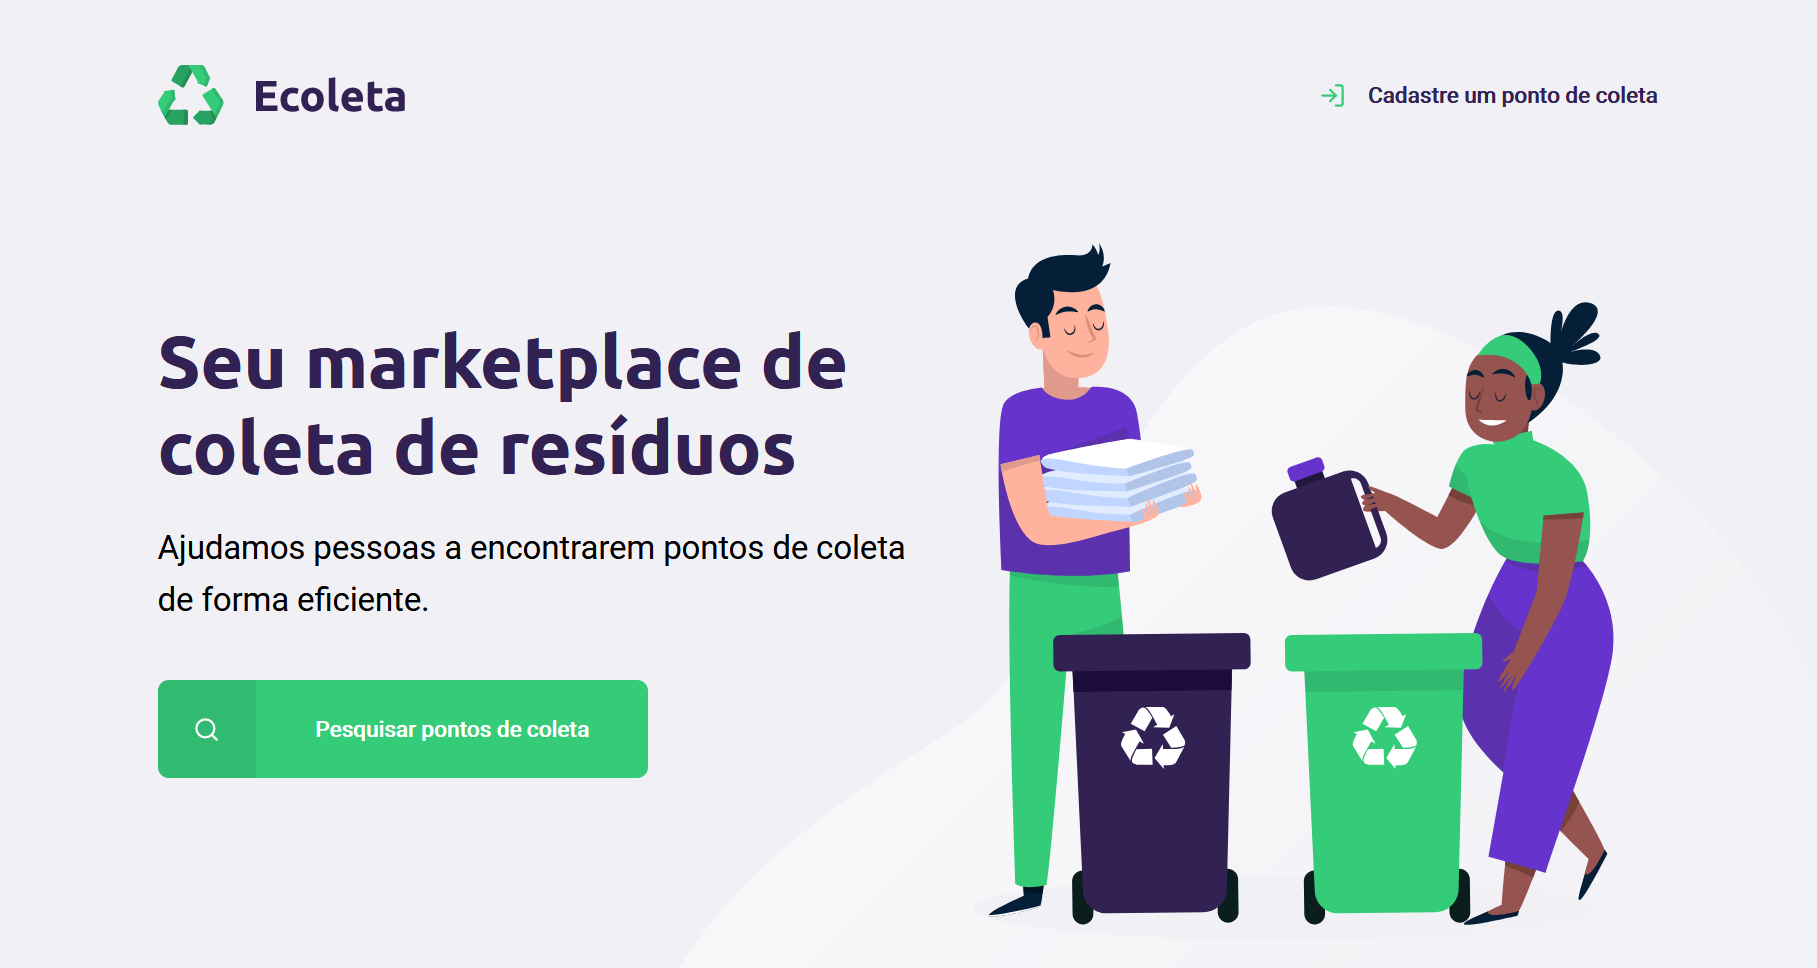 Ecoleta
Cadastre um ponto de coleta
Seu marketplace de
coleta de resíduos
Ajudamos pessoas a encontrarem pontos de coleta
de forma eficiente.
Pesquisar pontos de coleta